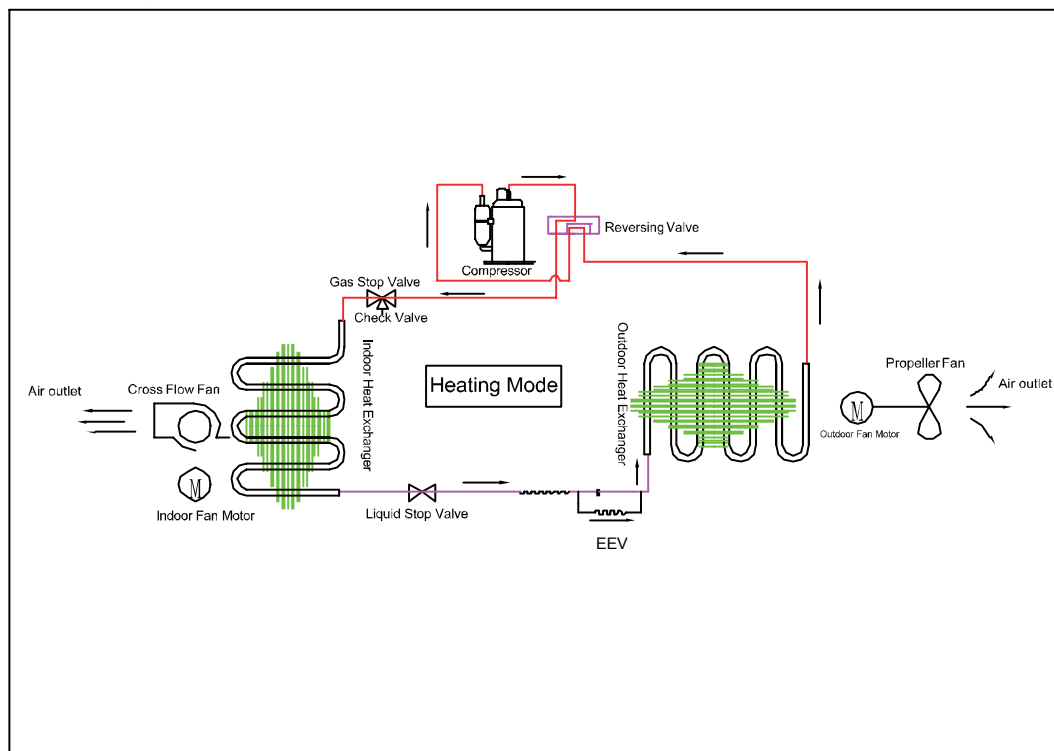 Reversing Valve
Compressor
Gas Stop Valve
Check Valve
Indoor Heat Exchanger
Outdoor Heat Exchanger
Heating Mode
Propeller Fan
Air outlet
Cross Flow Fan
Air outlet
M
Outdoor Fan Motor
M
Indoor Fan Motor
Liquid Stop Valve
EEV